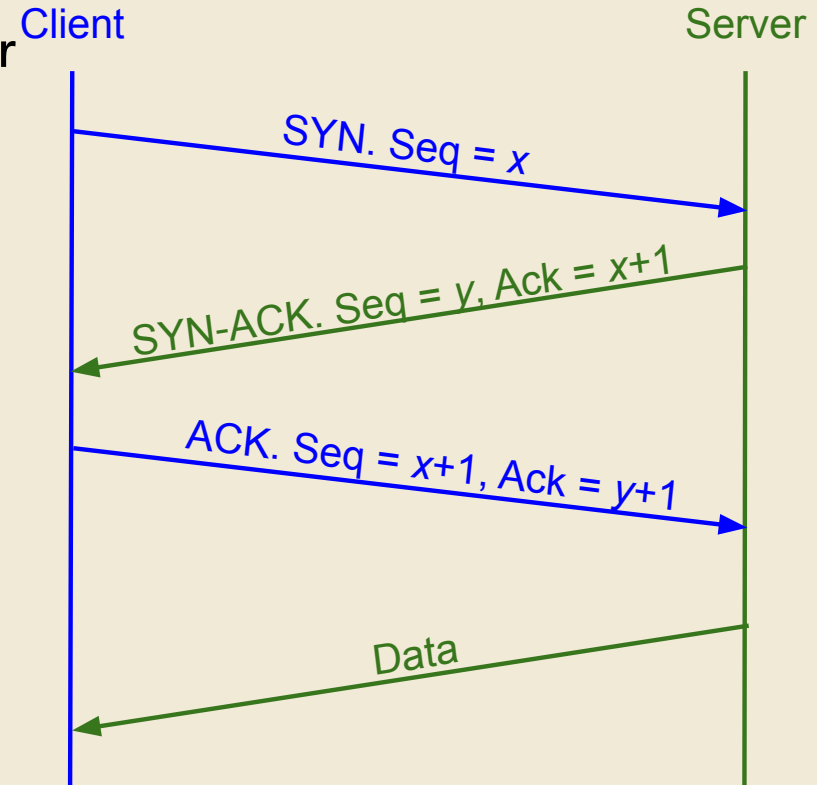 Client
Server
r
SYN. Seq = x
SYN-ACK. Seq = y, Ack = x+1
ACK. Seq = x+1, Ack = y+1
Data